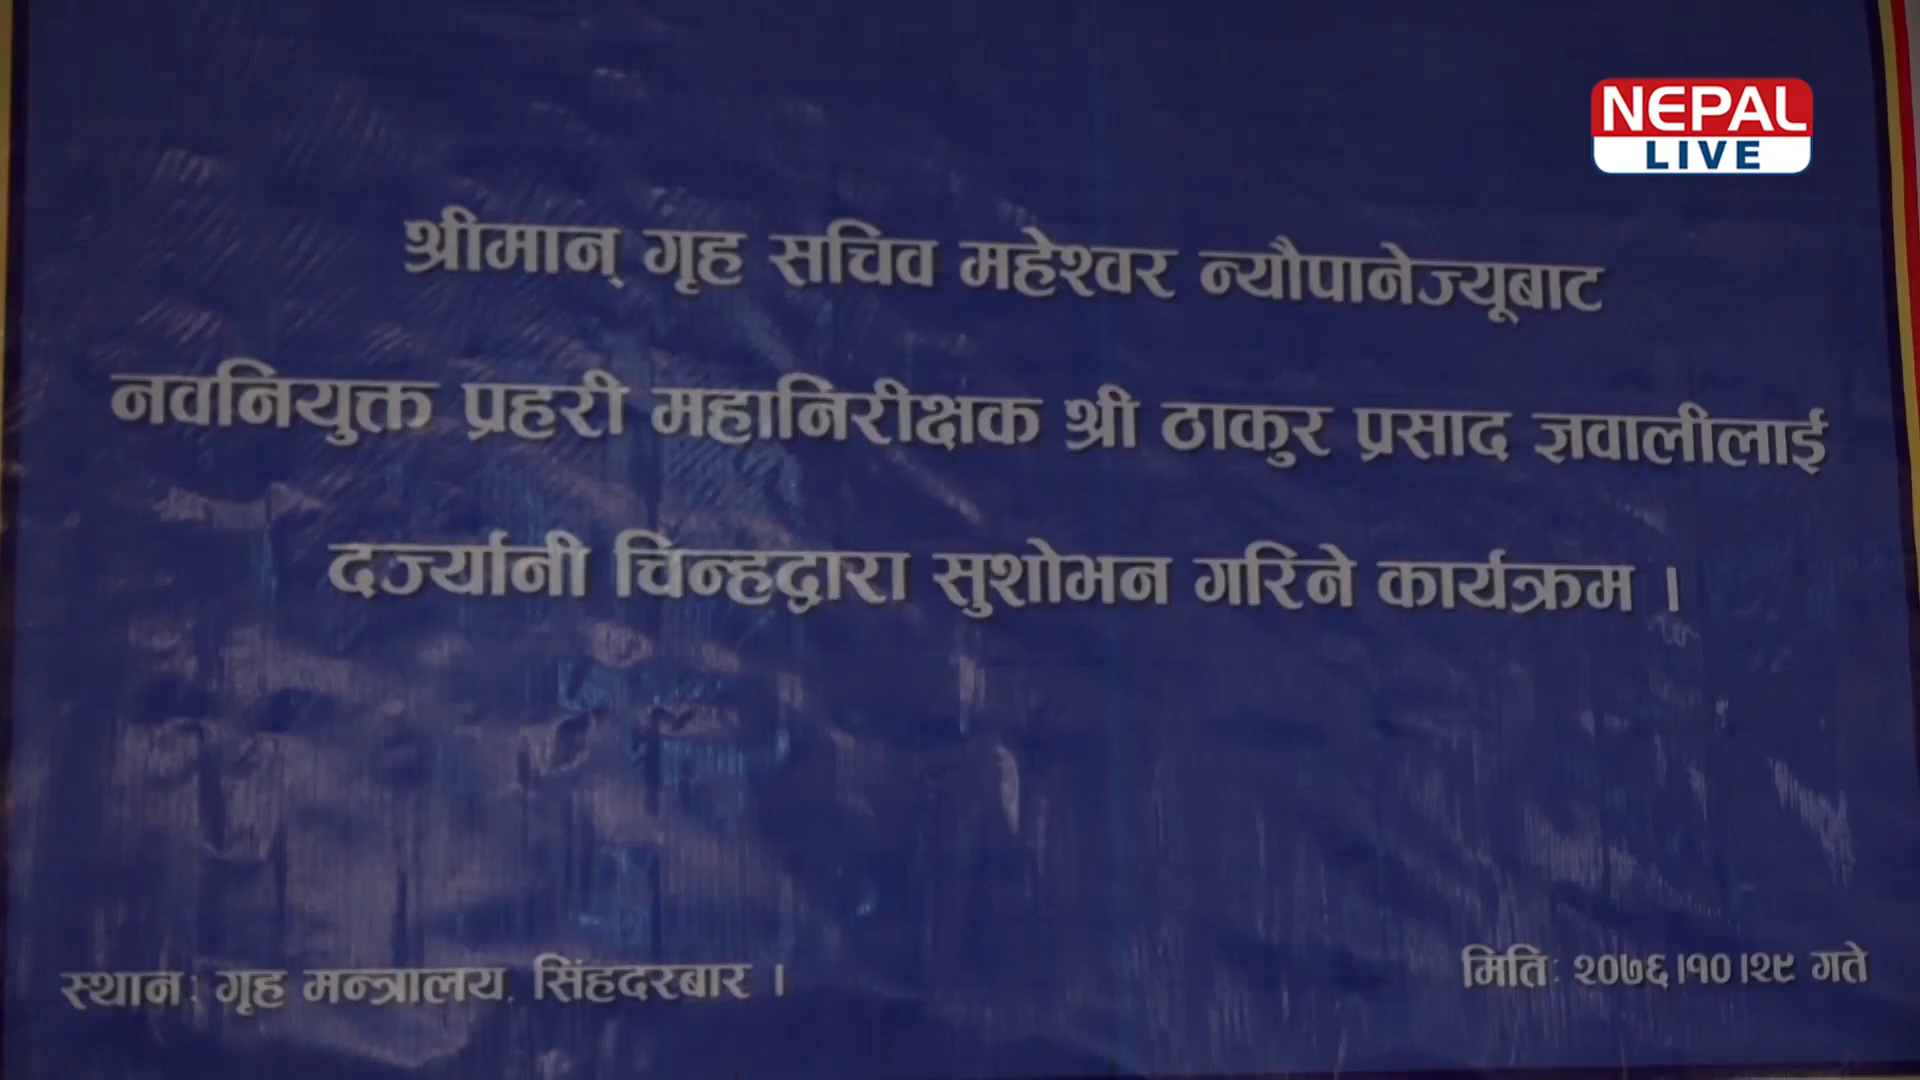 NEPAL
LIVE
श्रीमान् गृह सचिव महेश्वर न्यौपानेज्यूबाट
नवनियुक्त प्रहरी महानिरीक्षक श्री ठाकुर प्रसाद ज्ञवालीलाई
दर्ज्यानी चिन्हद्वारा सुशोभन गरिने कार्यक्रम ।
स्थान: गृह मन्त्रालय, सिंहदरबार ।
मिति: २०७६।१०।२९ गते